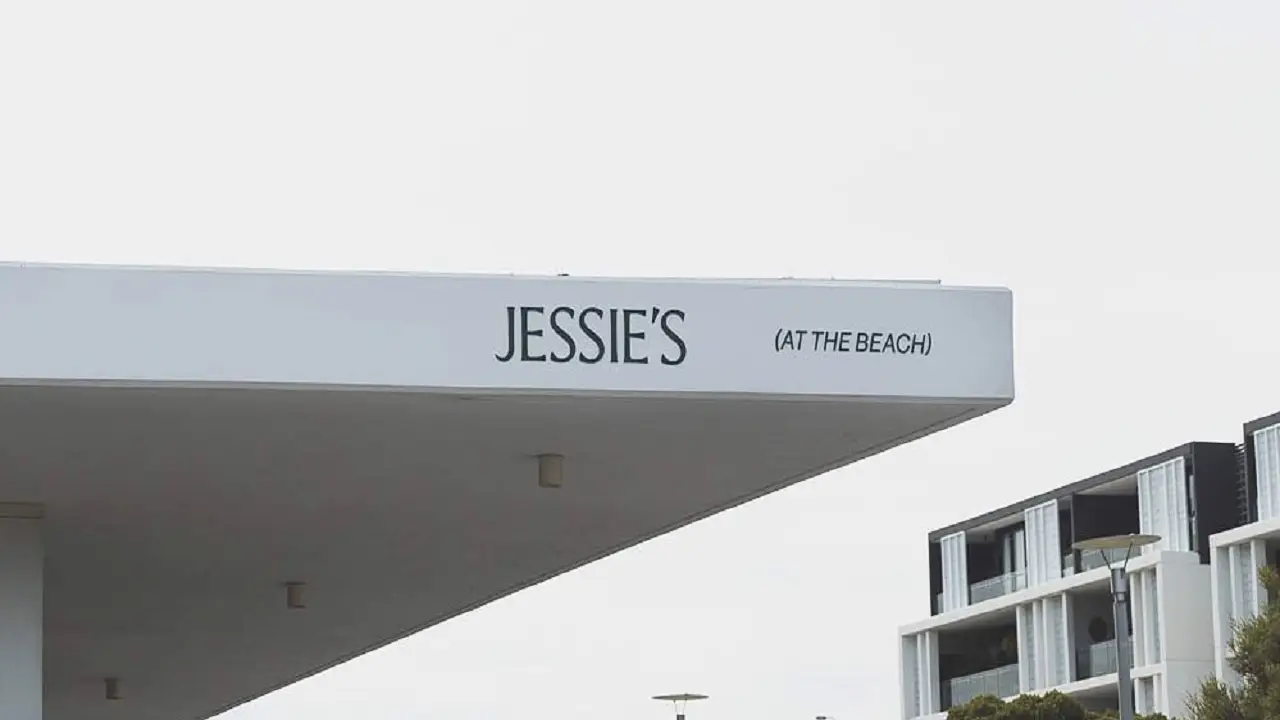 JESSIE'S (AT THE BEACH)